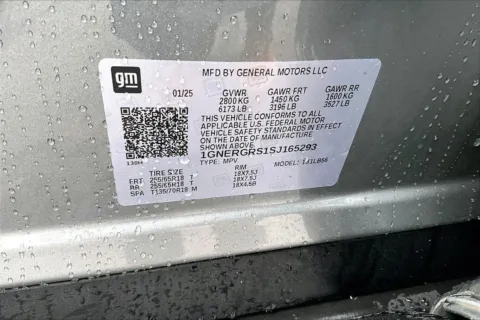 gm
MFD BY GENERAL MOTORS LLC
01/25 GVWR GAWR FRT GAWR RR
2800 KG 1450 KG 1600 KG
6173 LB 3196 LB 3527 LB
THIS VEHICLE CONFORMS TO ALL
APPLICABLE U.S. FEDERAL MOTOR
VEHICLE SAFETY STANDARDS IN EFFECT
ON THE DATE OF MANUFACTURE
SHOWN ABOVE.
1GNERGRS1SJ165293
TYPE: MPV MODEL: 1J1LB56
TIRE SIZE RIM
FRT 255/65R18 T 18X7.5J
RR 255/65R18 T 18X7.5J
SPA T135/70R18 M 18X4.5B